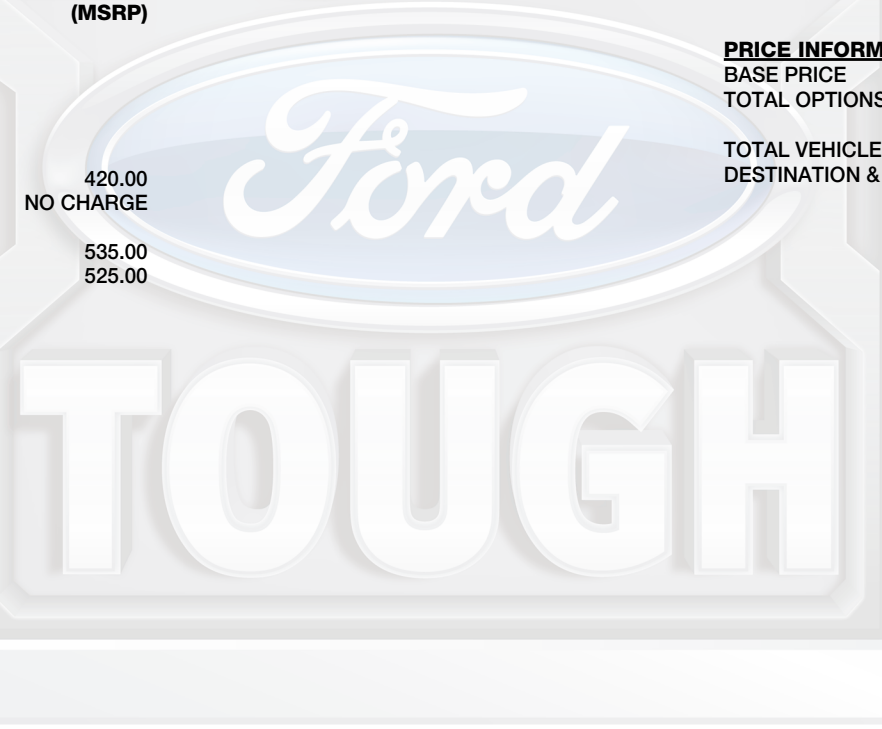 (MSRP)
420.00
NO CHARGE
535.00
525.00
PRICE INFORM
BASE PRICE
TOTAL OPTIONS
TOTAL VEHICLE
DESTINATION &
Ford
TOUGH